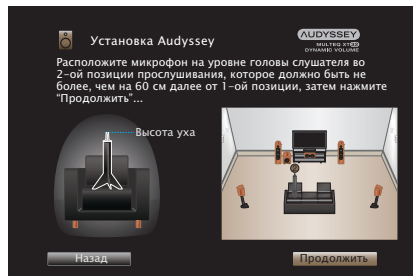 Установка Audyssey
AUDYSSEY
MULTEQ XT32
DYNAMIC VOLUME
Расположите микрофон на уровне головы слушателя во
2-ой позиции прослушивания, которое должно быть не
более, чем на 60 см далее от 1-ой позиции, затем нажмите
"Продолжить"...
Высота уха
Назад
Продолжить